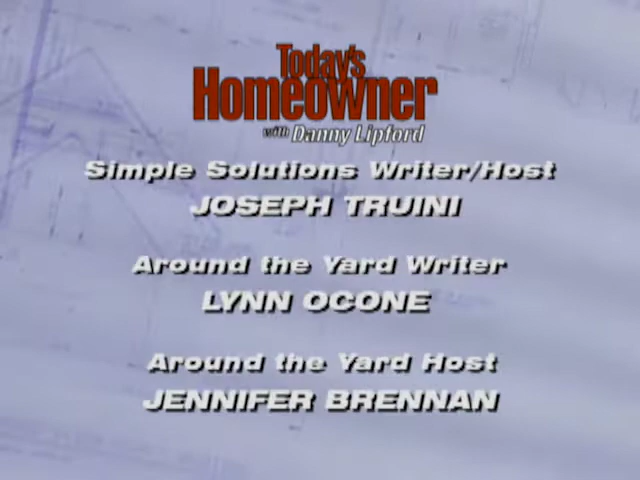 Today's
Homeowner
with Danny Lipford
Simple Solutions Writer/Host
JOSEPH TRUINI
Around the Yard Writer
LYNN OCONE
Around the Yard Host
JENNIFER BRENNAN